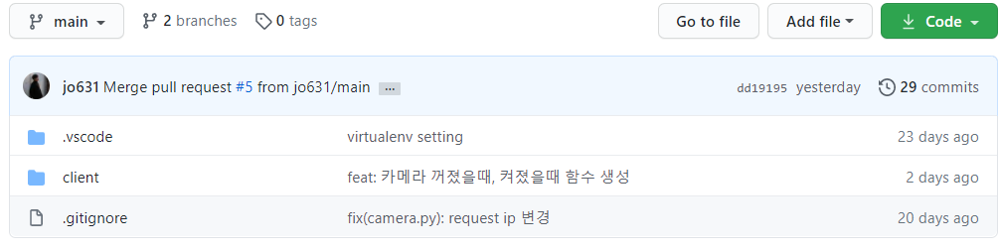 main 2 branches 0 tags Go to file Add file Code
jo631 Merge pull request #5 from jo631/main ... dd19195 yesterday 29 commits
.vscode virtualenv setting 23 days ago
client feat: 카메라 꺼졌을때, 켜졌을때 함수 생성 2 days ago
.gitignore fix(camera.py): request ip 변경 20 days ago